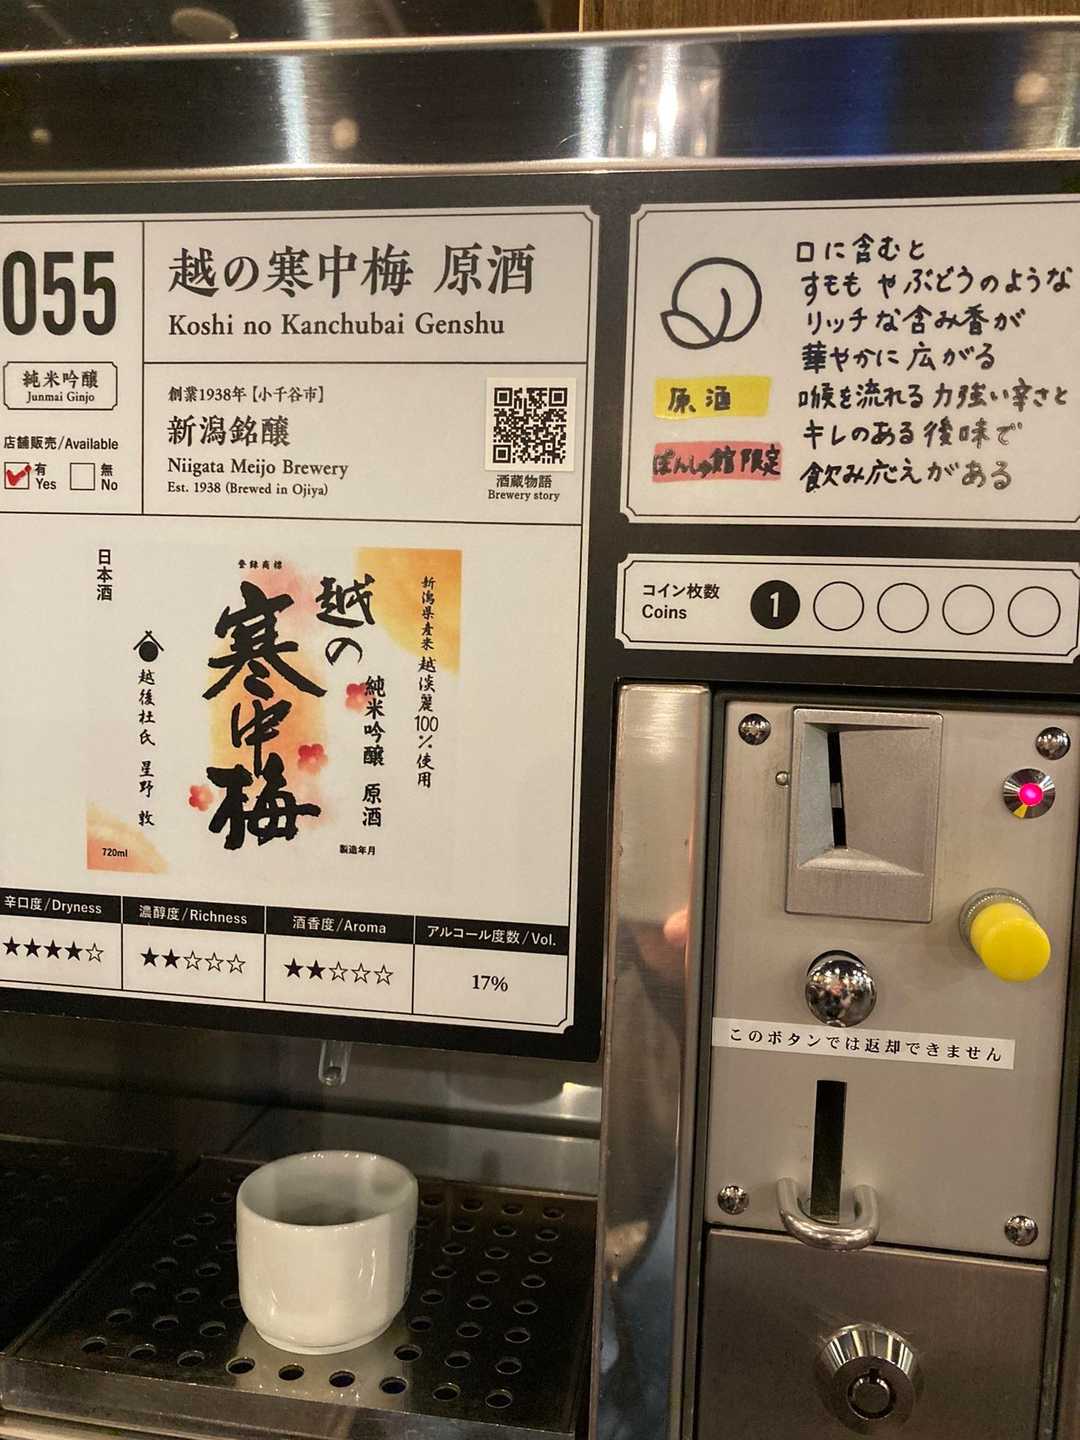 055
純米吟醸
Junmai Ginjo
店舗販売/Available
有
Yes
無
No
越の寒中梅 原酒
Koshi no Kanchubai Genshu
創業1938年【小千谷市】
新潟銘醸
Niigata Meijo Brewery
Est. 1938 (Brewed in Ojiya)
酒蔵物語
Brewery story
日本酒
越後杜氏 星野 敦
720ml
登録商標
越の
寒中梅
純米吟醸 原酒
製造年月
新潟県産米 越淡麗100%使用
辛口度/Dryness
★★★★☆
濃醇度/Richness
★★☆☆☆
酒香度/Aroma
★★☆☆☆
アルコール度数/Vol.
17%
原酒
ぽんしゅ館限定
口に含むと
すももやぶどうのような
リッチな含み香が
華やかに広がる
喉を流れる力強い辛さと
キレのある後味で
飲み応えがある
コイン枚数
Coins
1
このボタンでは返却できません